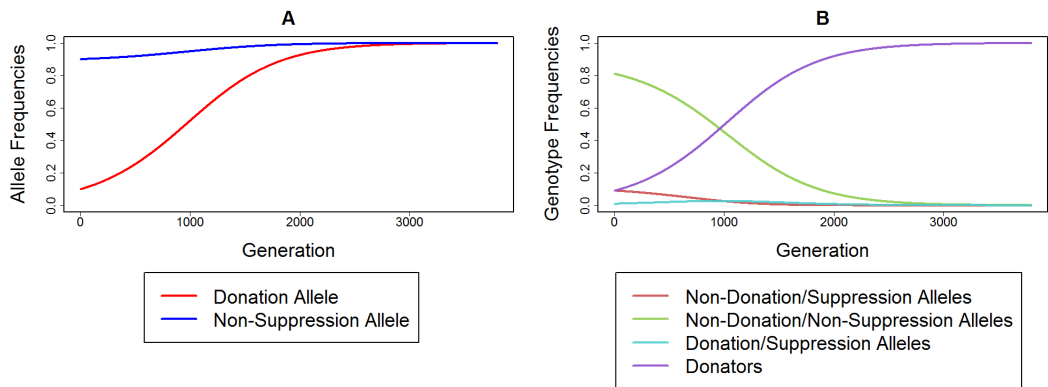 A
Allele Frequencies
1.0
0.8
0.6
0.4
0.2
0.0
0 1000 2000 3000
Generation
Donation Allele
Non-Suppression Allele
B
Genotype Frequencies
1.0
0.8
0.6
0.4
0.2
0.0
0 1000 2000 3000
Generation
Non-Donation/Suppression Alleles
Non-Donation/Non-Suppression Alleles
Donation/Suppression Alleles
Donators